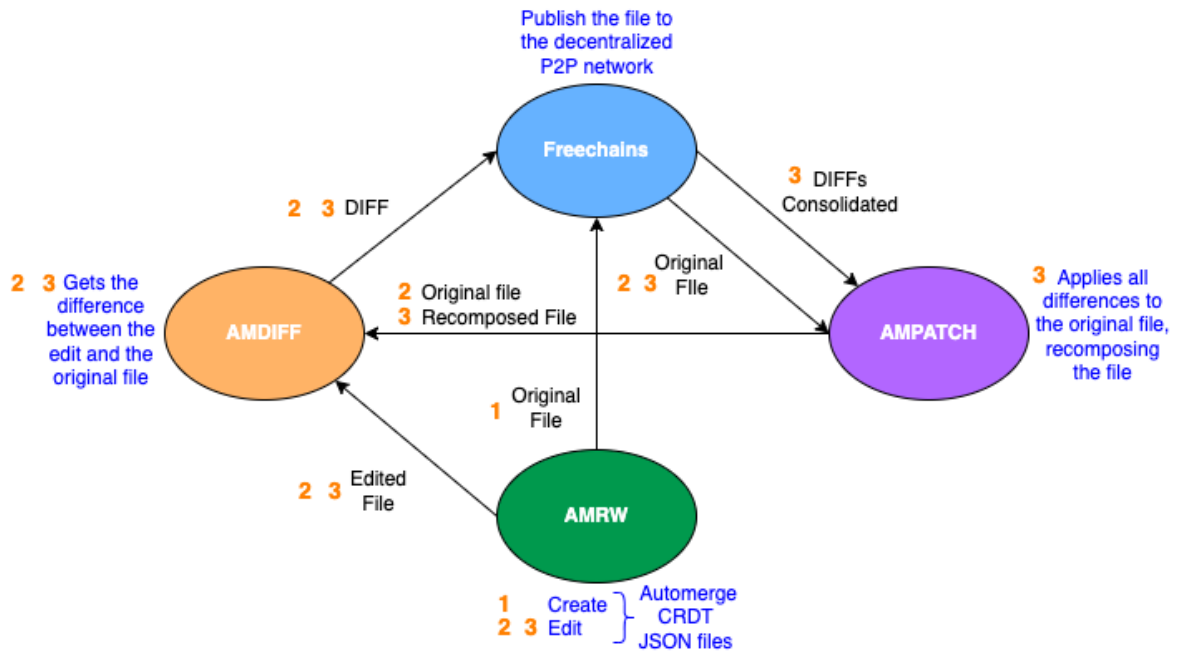 Publish the file to
the decentralized
P2P network
Freechains
3 DIFFs
Consolidated
2 3 DIFF
2 3 Original
FIle
2 3 Gets the
difference
between the
edit and the
original file
AMDIFF
2 Original file
3 Recomposed File
AMPATCH
3 Applies all
differences to
the original file,
recomposing
the file
1 Original
File
2 3 Edited
File
AMRW
1 Create
2 3 Edit
Automerge
CRDT
JSON files